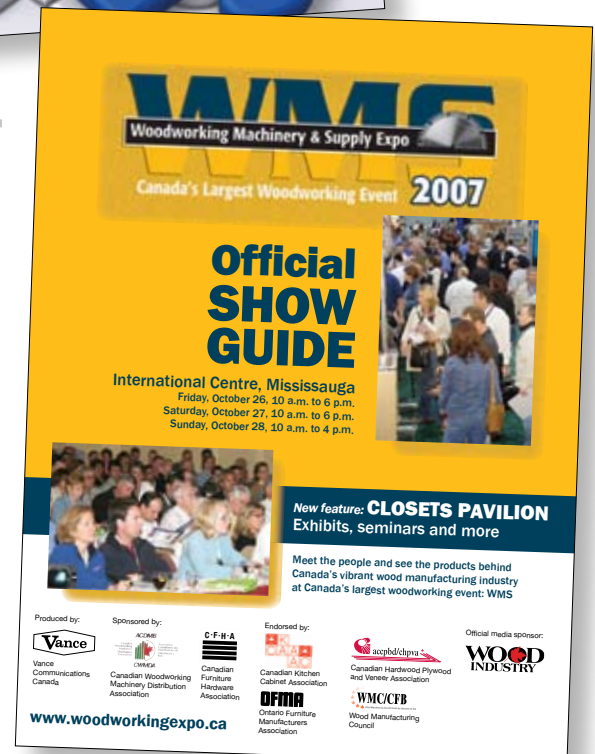 WMS
Woodworking Machinery & Supply Expo
Canada's Largest Woodworking Event 2007
Official
SHOW
GUIDE
International Centre, Mississauga
Friday, October 26, 10 a.m. to 6 p.m.
Saturday, October 27, 10 a.m. to 6 p.m.
Sunday, October 28, 10 a.m. to 4 p.m.
New feature: CLOSETS PAVILION
Exhibits, seminars and more
Meet the people and see the products behind
Canada's vibrant wood manufacturing industry
at Canada's largest woodworking event: WMS
Produced by:
Vance
Vance
Communications
Canada
Sponsored by:
ACDMB
CWMDA
Canadian Woodworking
Machinery Distribution
Association
C·F·H·A
Canadian
Furniture
Hardware
Association
Endorsed by:
Canadian Kitchen
Cabinet Association
OFMA
Ontario Furniture
Manufacturers
Association
accpbd/chpva
Canadian Hardwood Plywood
and Veneer Association
WMC/CFB
Wood Manufacturing
Council
Official media sponsor:
WOOD
INDUSTRY
www.woodworkingexpo.ca